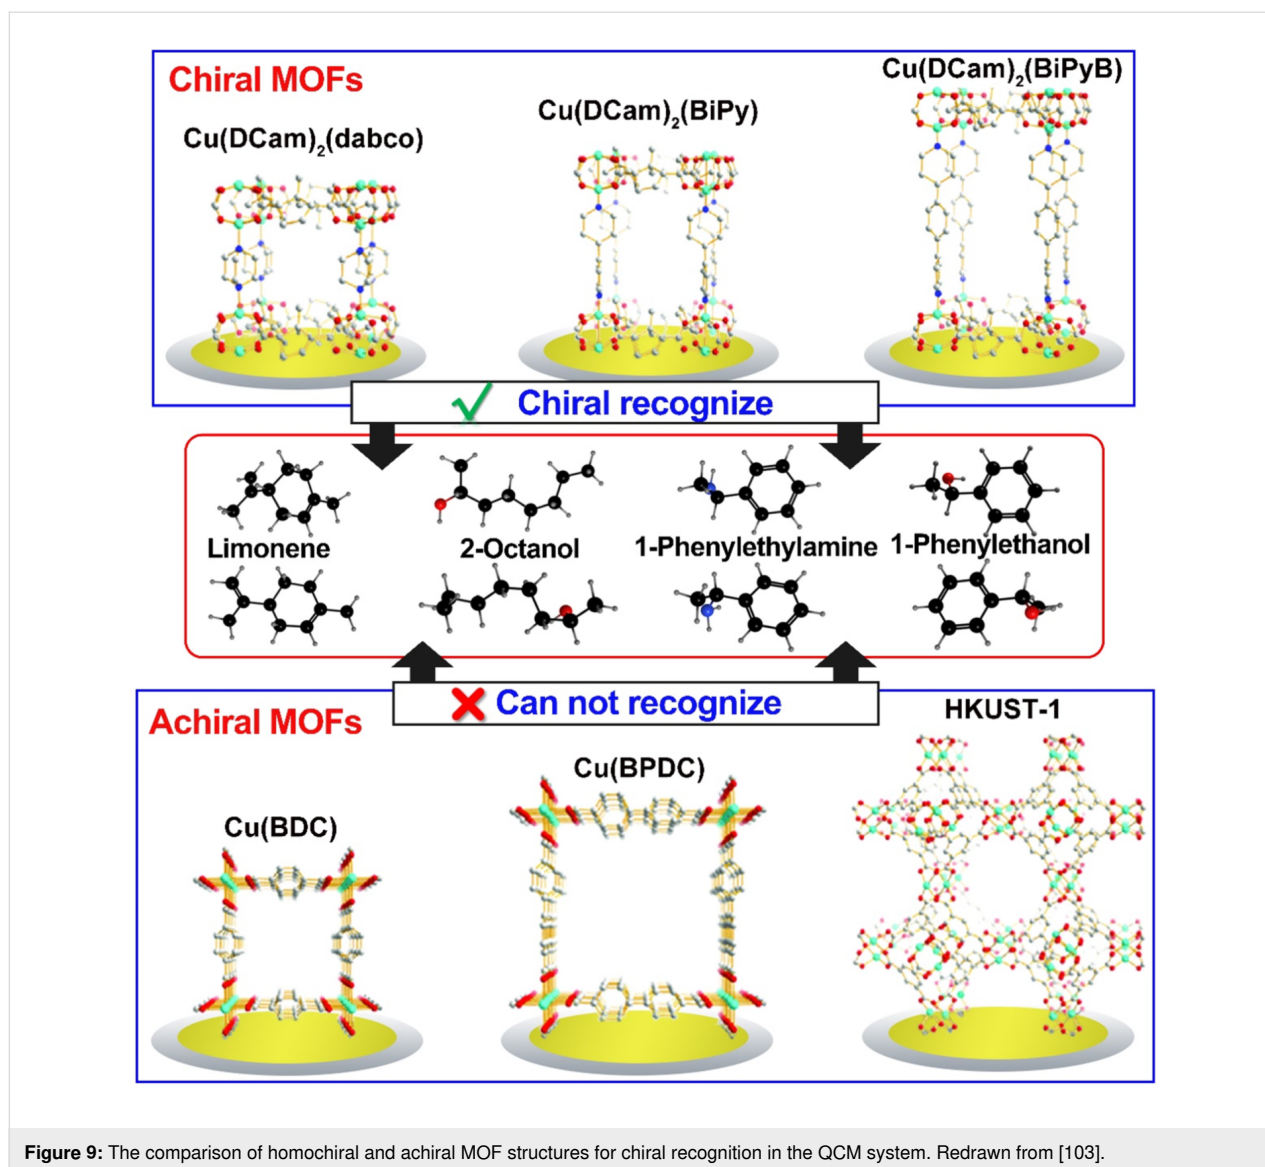 Chiral MOFs
Cu(DCam)₂(dabco)
Cu(DCam)₂(BiPy)
Cu(DCam)₂(BiPyB)
✓ Chiral recognize
Limonene
2-Octanol
1-Phenylethylamine
1-Phenylethanol
✗ Can not recognize
Achiral MOFs
Cu(BDC)
Cu(BPDC)
HKUST-1
Figure 9: The comparison of homochiral and achiral MOF structures for chiral recognition in the QCM system. Redrawn from [103].